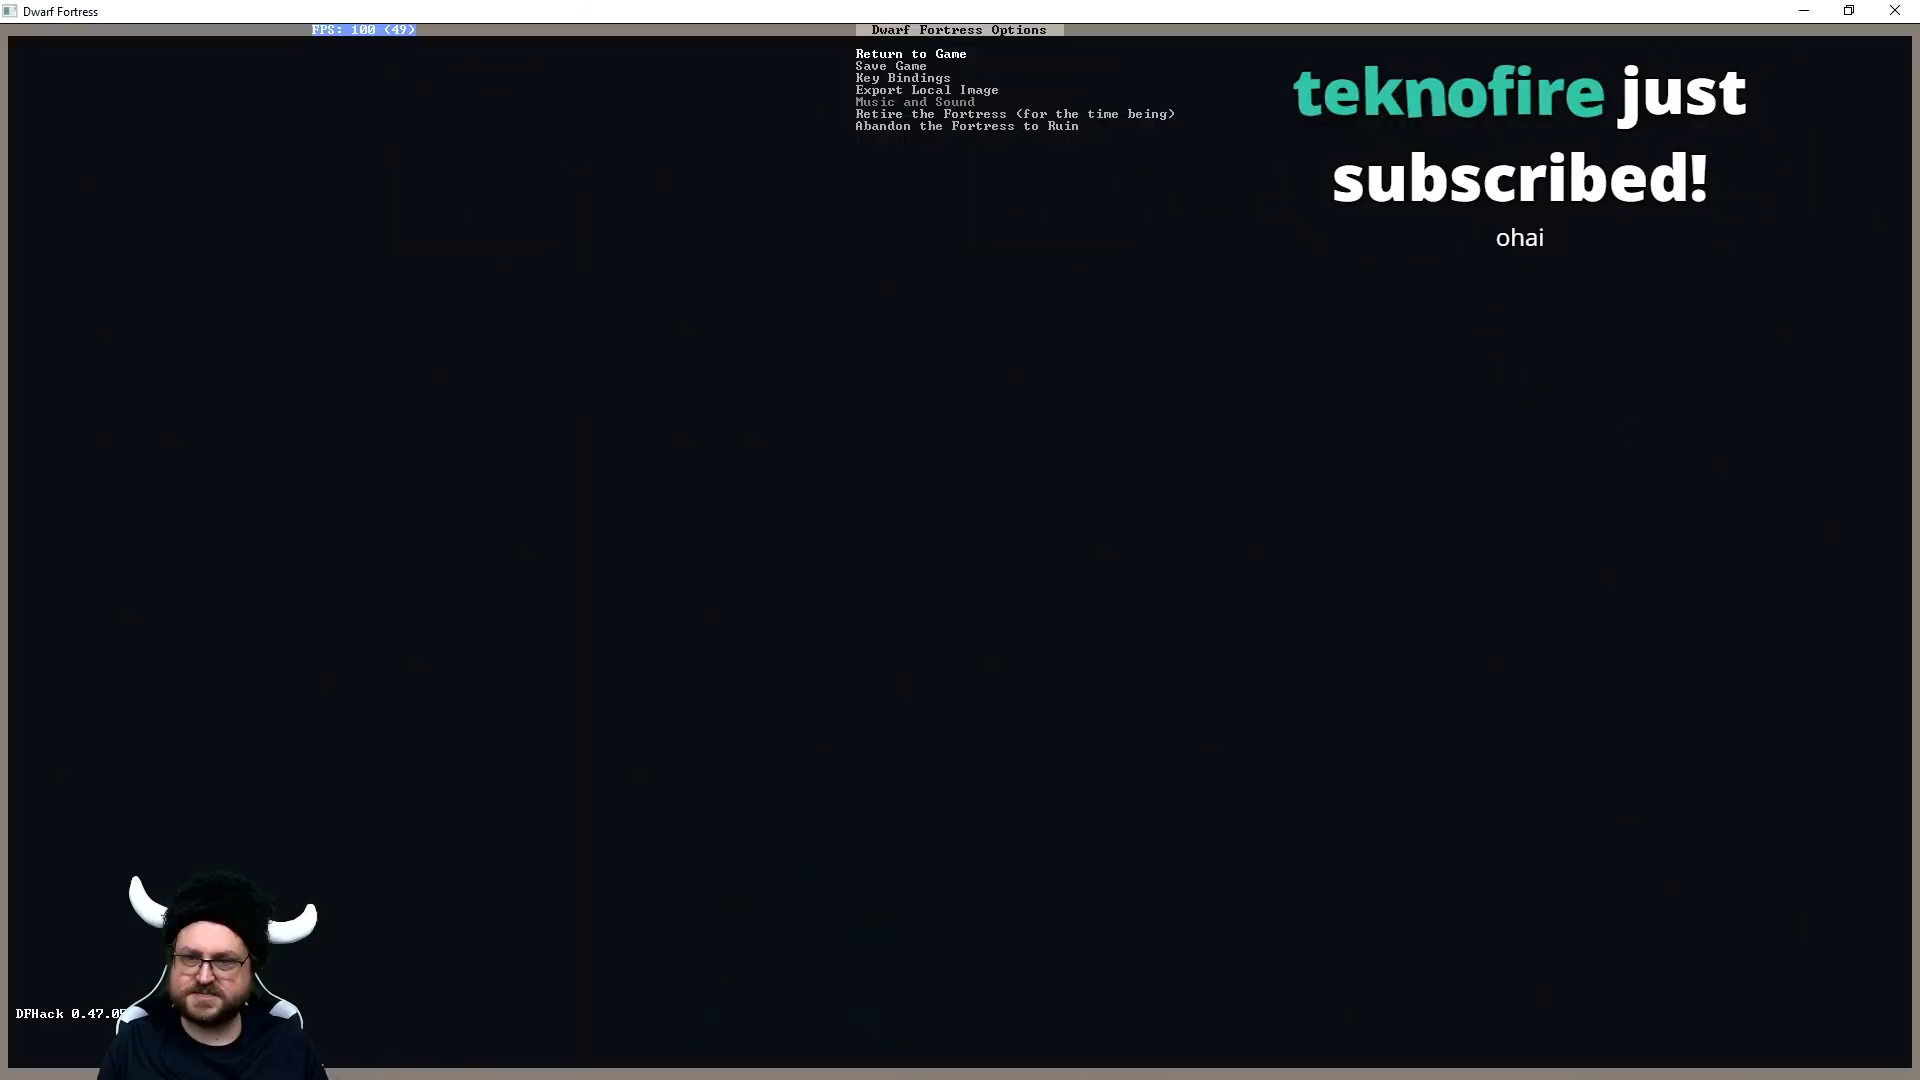 Dwarf Fortress
FPS: 100 (49)
Dwarf Fortress Options
Return to Game
Save Game
Key Bindings
Export Local Image
Music and Sound
Retire the Fortress (for the time being)
Abandon the Fortress to Ruin
teknofire just
subscribed!
ohai
DFHack 0.47.0